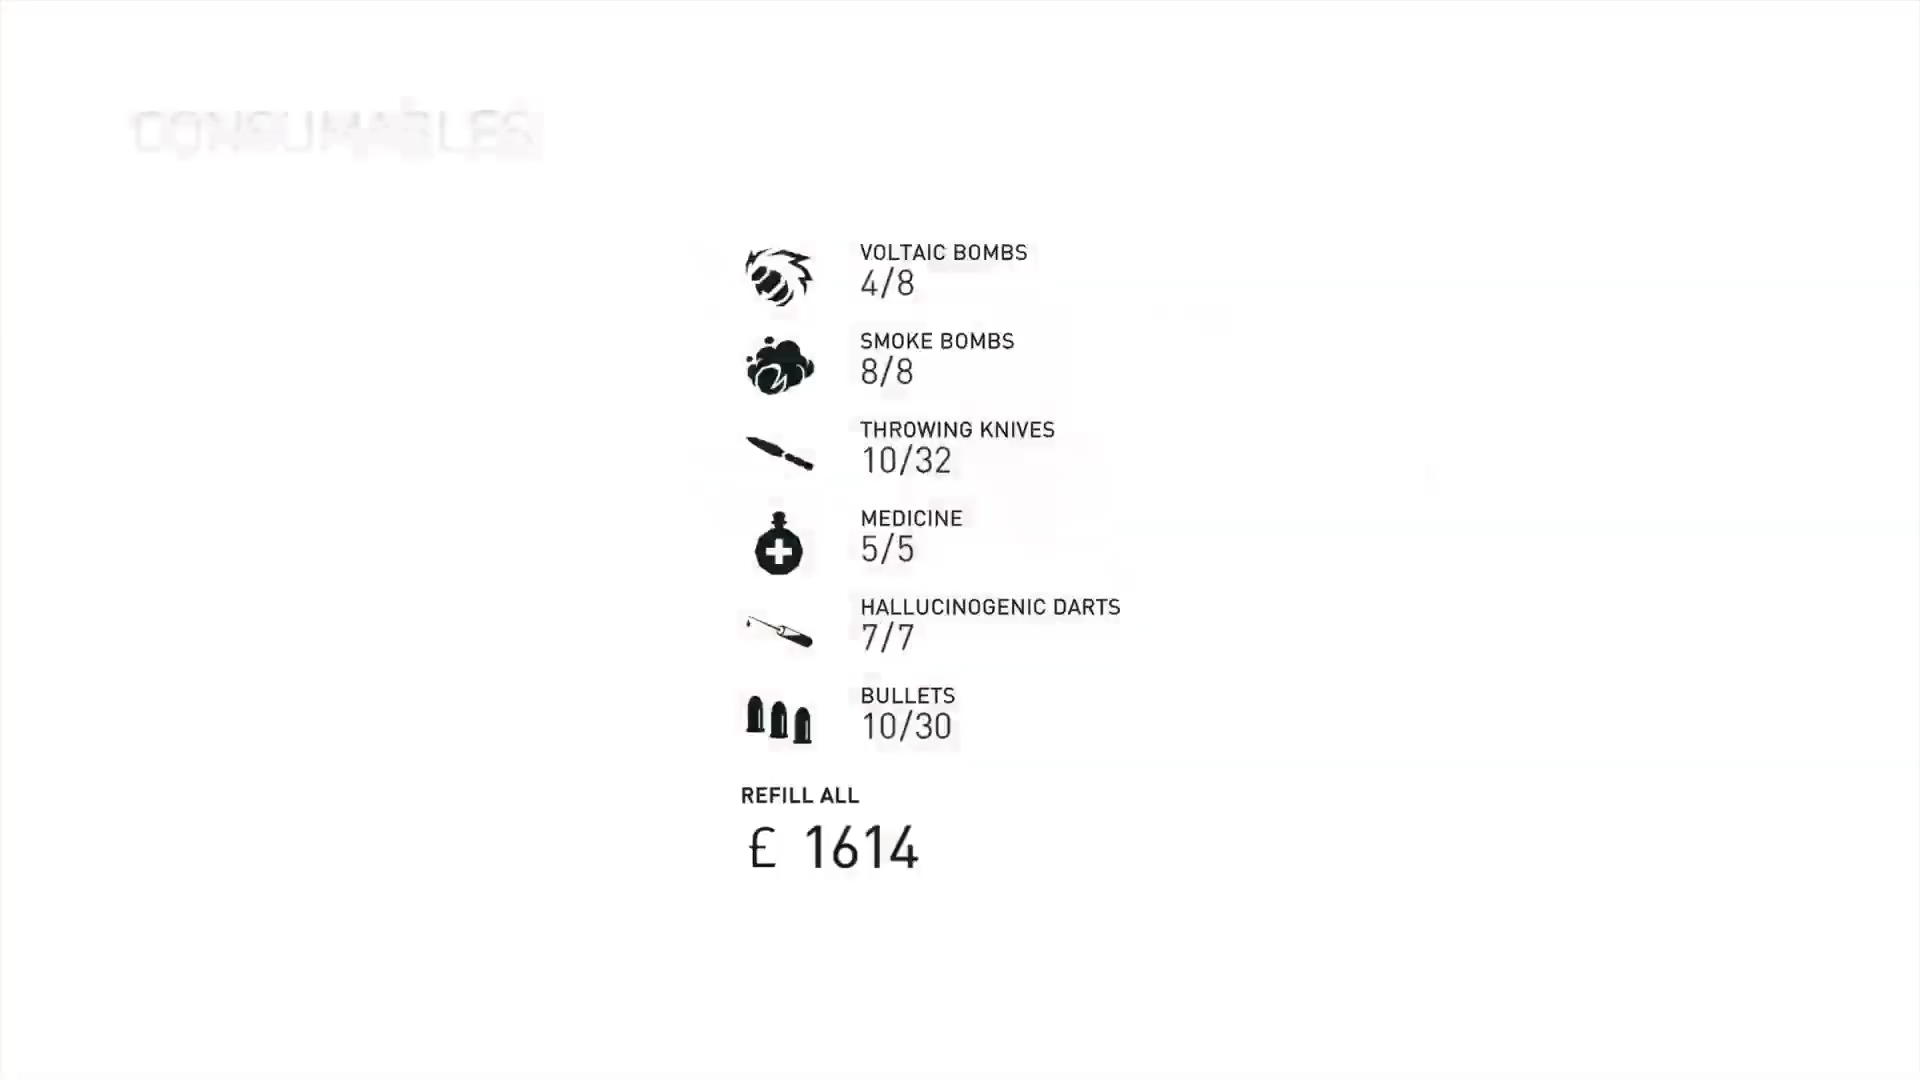 CONSUMABLES
VOLTAIC BOMBS
4/8
SMOKE BOMBS
8/8
THROWING KNIVES
10/32
MEDICINE
5/5
HALLUCINOGENIC DARTS
7/7
BULLETS
10/30
REFILL ALL
£ 1614